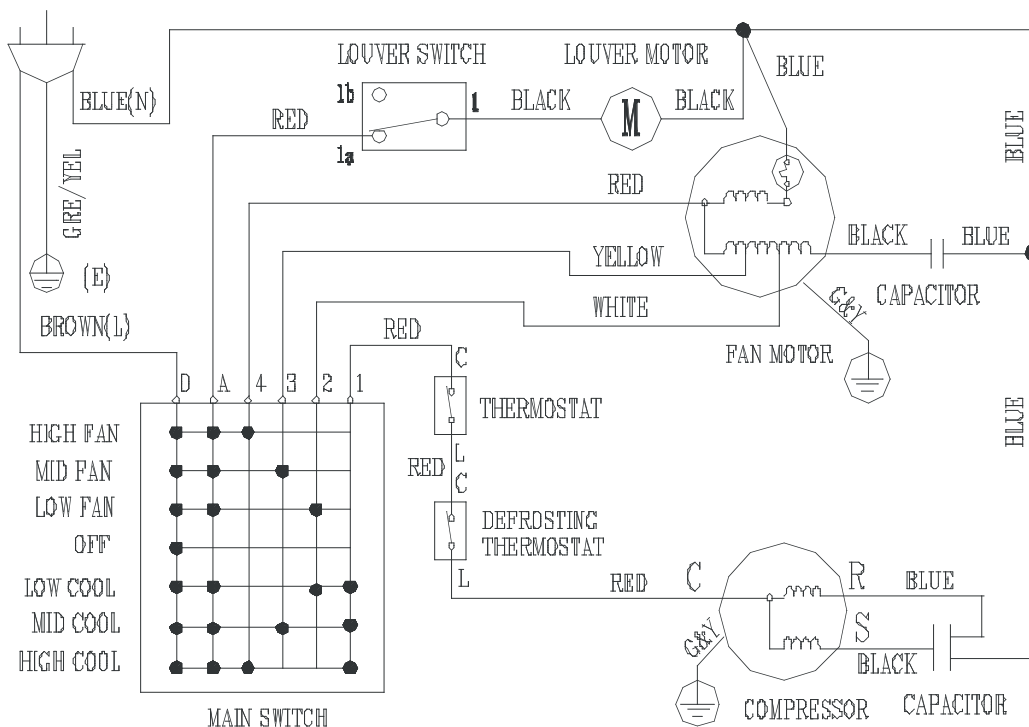 LOUVER SWITCH
LOUVER MOTOR
BLUE
BLUE(N)
1b
1
BLACK
M
BLACK
RED
1a
BLUE
GRE/YEL
RED
(E)
YELLOW
BLACK
BLUE
CAPACITOR
WHITE
G&Y
BROWN(L)
RED
FAN MOTOR
D A 4 3 2 1
C
THERMOSTAT
L
RED
C
BLUE
HIGH FAN
MID FAN
LOW FAN
OFF
LOW COOL
MID COOL
HIGH COOL
DEFROSTING
THERMOSTAT
L
RED
C
R
BLUE
S
BLACK
G&Y
COMPRESSOR
CAPACITOR
MAIN SWITCH